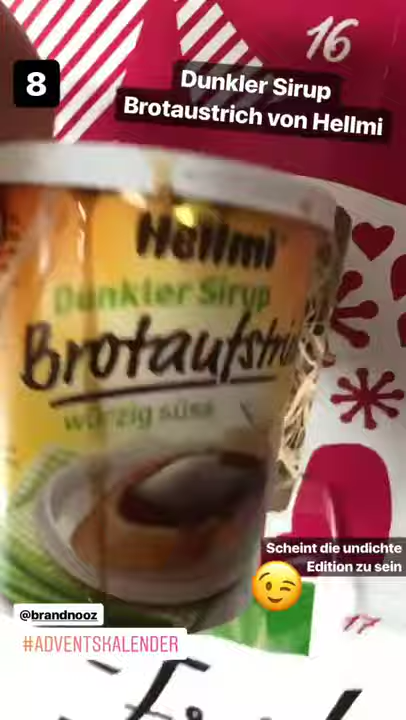 16
8
Dunkler Sirup
Brotaustrich von Hellmi
Hellmi
Dunkler Sirup
Brotaufstri
würzig süss
Scheint die undichte
Edition zu sein
@brandnooz
17
#ADVENTSKALENDER